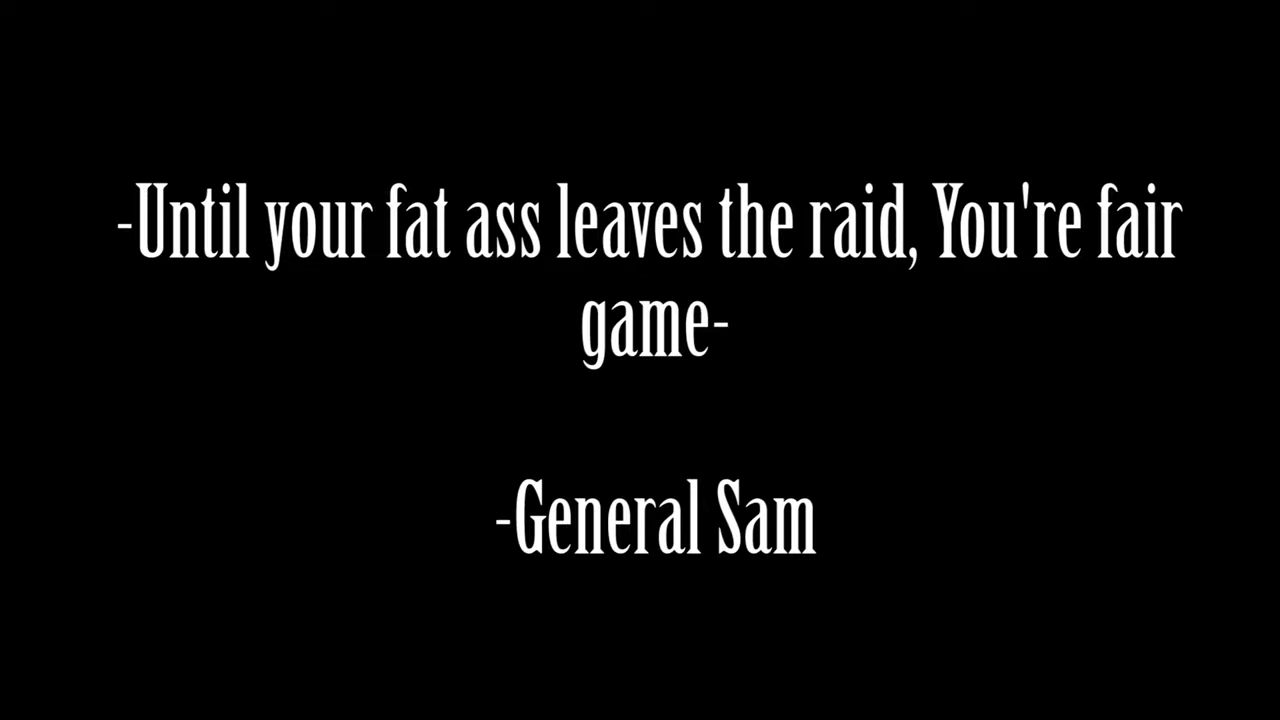 -Until your fat ass leaves the raid, You're fair
game-
-General Sam